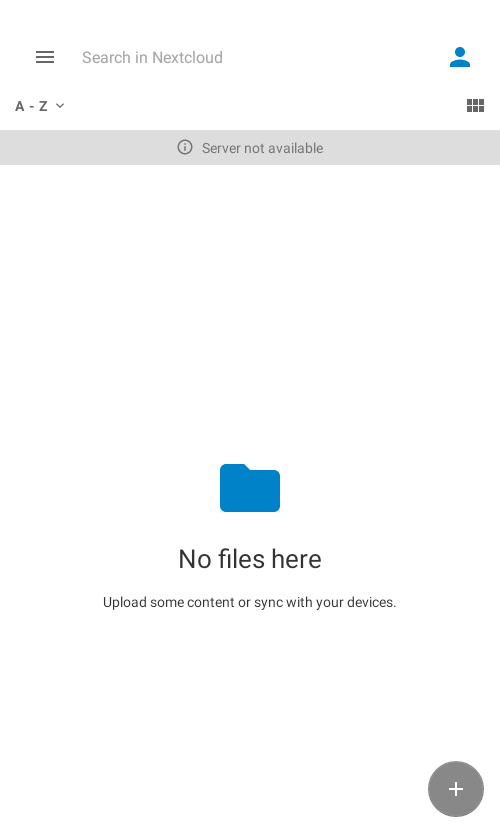 Search in Nextcloud
A - Z
Server not available
No files here
Upload some content or sync with your devices.